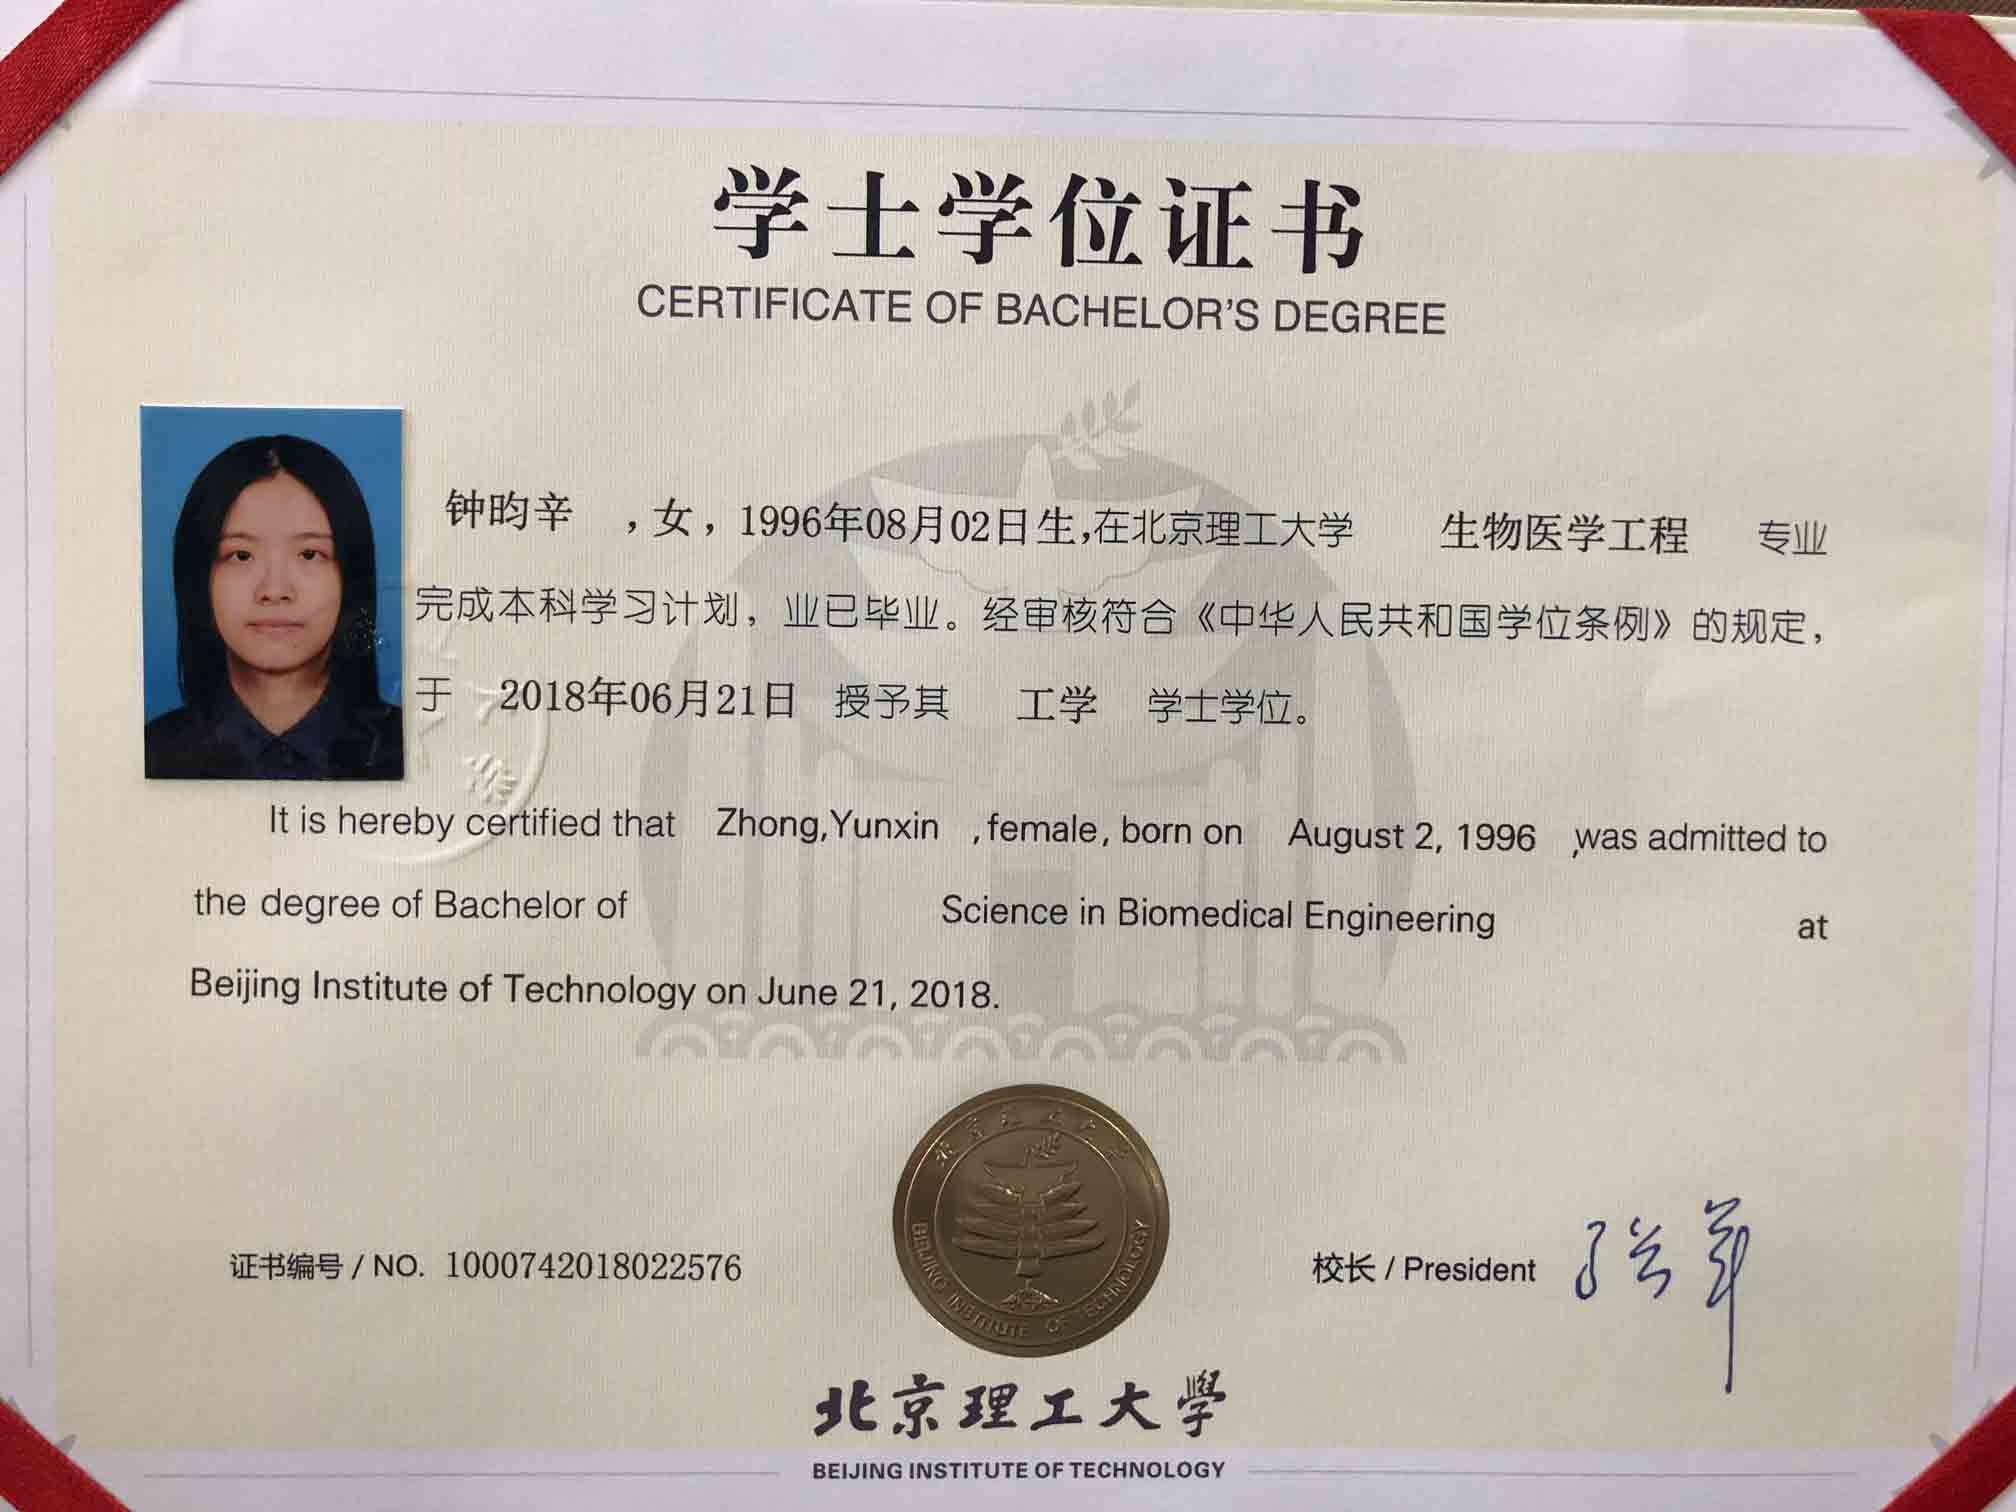 学士学位证书
CERTIFICATE OF BACHELOR'S DEGREE
钟昀辛 ,女,1996年08月02日生,在北京理工大学 生物医学工程 专业
完成本科学习计划,业已毕业。经审核符合《中华人民共和国学位条例》的规定,
于 2018年06月21日 授予其 工学 学士学位。
It is hereby certified that Zhong,Yunxin ,female, born on August 2, 1996 ,was admitted to
the degree of Bachelor of Science in Biomedical Engineering at
Beijing Institute of Technology on June 21, 2018.
北京理工大学
BEIJING INSTITUTE OF TECHNOLOGY
证书编号 / NO. 1000742018022576
校长 / President
北京理工大學
BEIJING INSTITUTE OF TECHNOLOGY